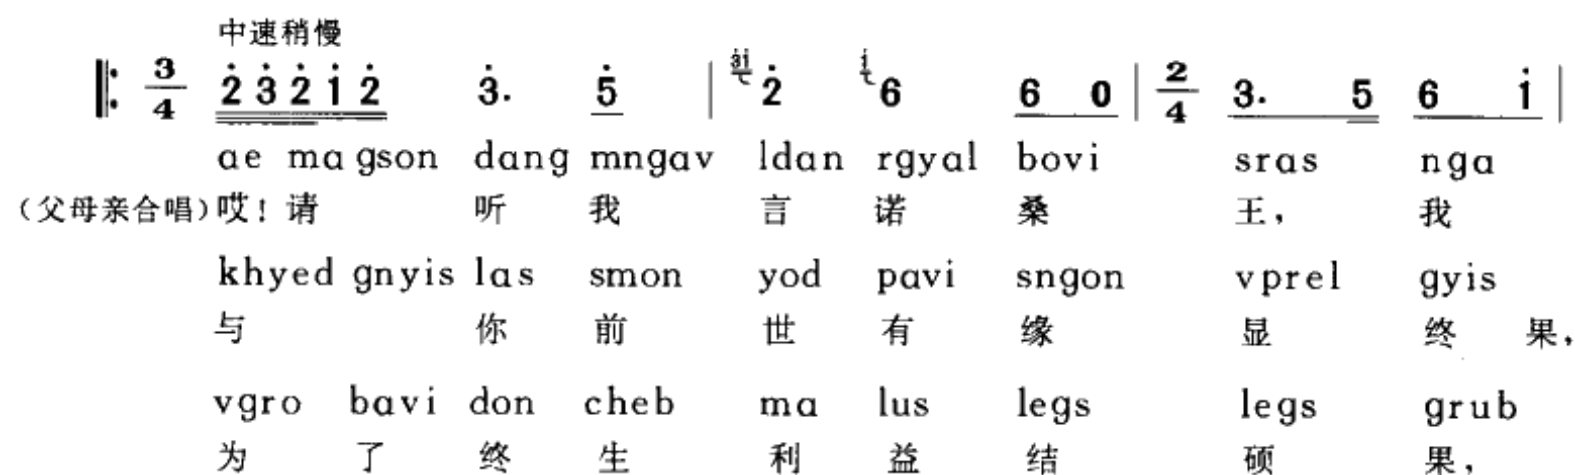 中速稍慢
3/4 2̇ 3̇ 2̇ 1̇ 2̇ 3̇. 5̇ | 3̇1̇ 2̇ 1̇ 6 6 0 | 2/4 3. 5 6 1̇ |
ae ma gson dang mngav ldan rgyal bovi sras nga
(父母亲合唱)哎!请 听 我 言 诺 桑 王, 我
khyed gnyis las smon yod pavi sngon vprel gyis
与 你 前 世 有 缘 显 终 果,
vgro bavi don cheb ma lus legs legs grub
为 了 终 生 利 益 结 硕 果,